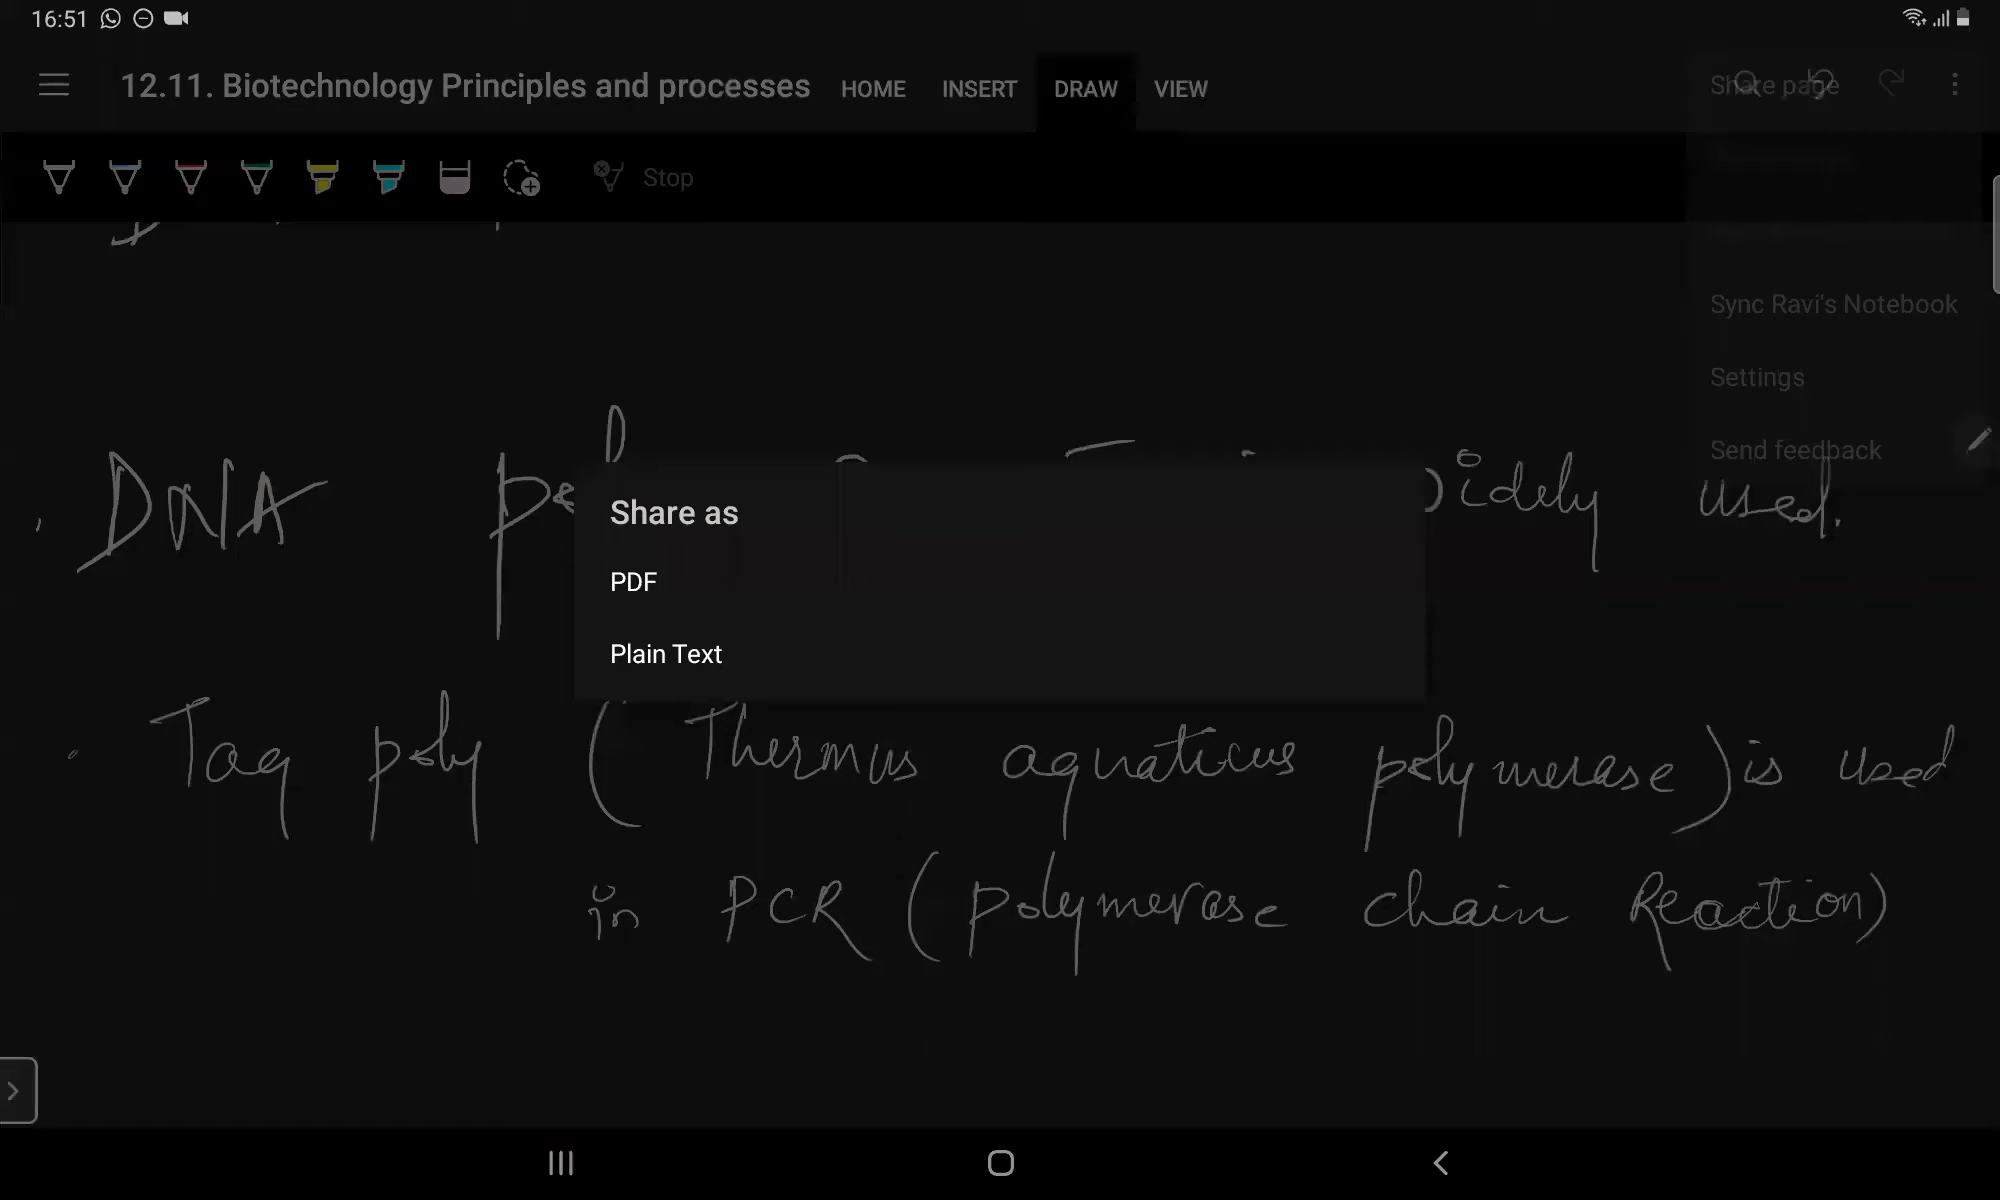 16:51
12.11. Biotechnology Principles and processes HOME INSERT DRAW VIEW Share page
Stop
Sync Ravi's Notebook
Settings
Send feedback
DNA used.
Share as
PDF
Plain Text
Taq poly (Thermus aquaticus polymerase) is used
in PCR (polymerase chain Reaction)